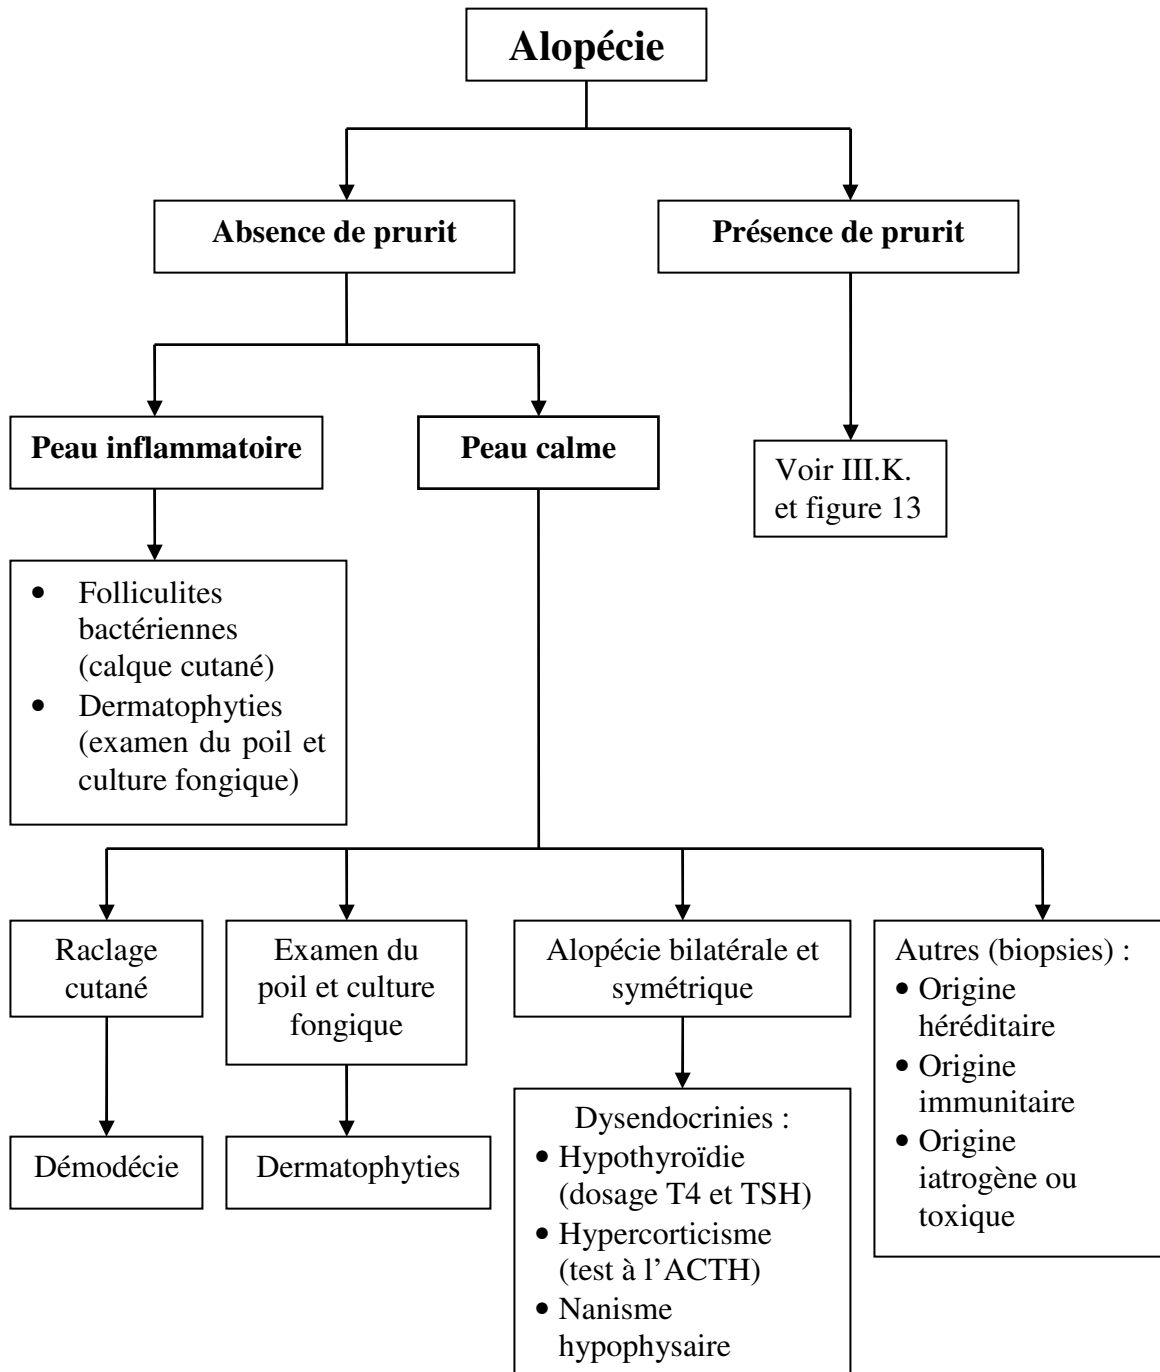 Alopécie
Absence de prurit
Présence de prurit
Peau inflammatoire
Peau calme
Voir III.K.
et figure 13
• Folliculites
bactériennes
(calque cutané)
• Dermatophyties
(examen du poil et
culture fongique)
Raclage
cutané
Examen du
poil et culture
fongique
Alopécie bilatérale et
symétrique
Autres (biopsies) :
• Origine
héréditaire
• Origine
immunitaire
• Origine
iatrogène ou
toxique
Démodécie
Dermatophyties
Dysendocrinies :
• Hypothyroïdie
(dosage T4 et TSH)
• Hypercorticisme
(test à l’ACTH)
• Nanisme
hypophysaire